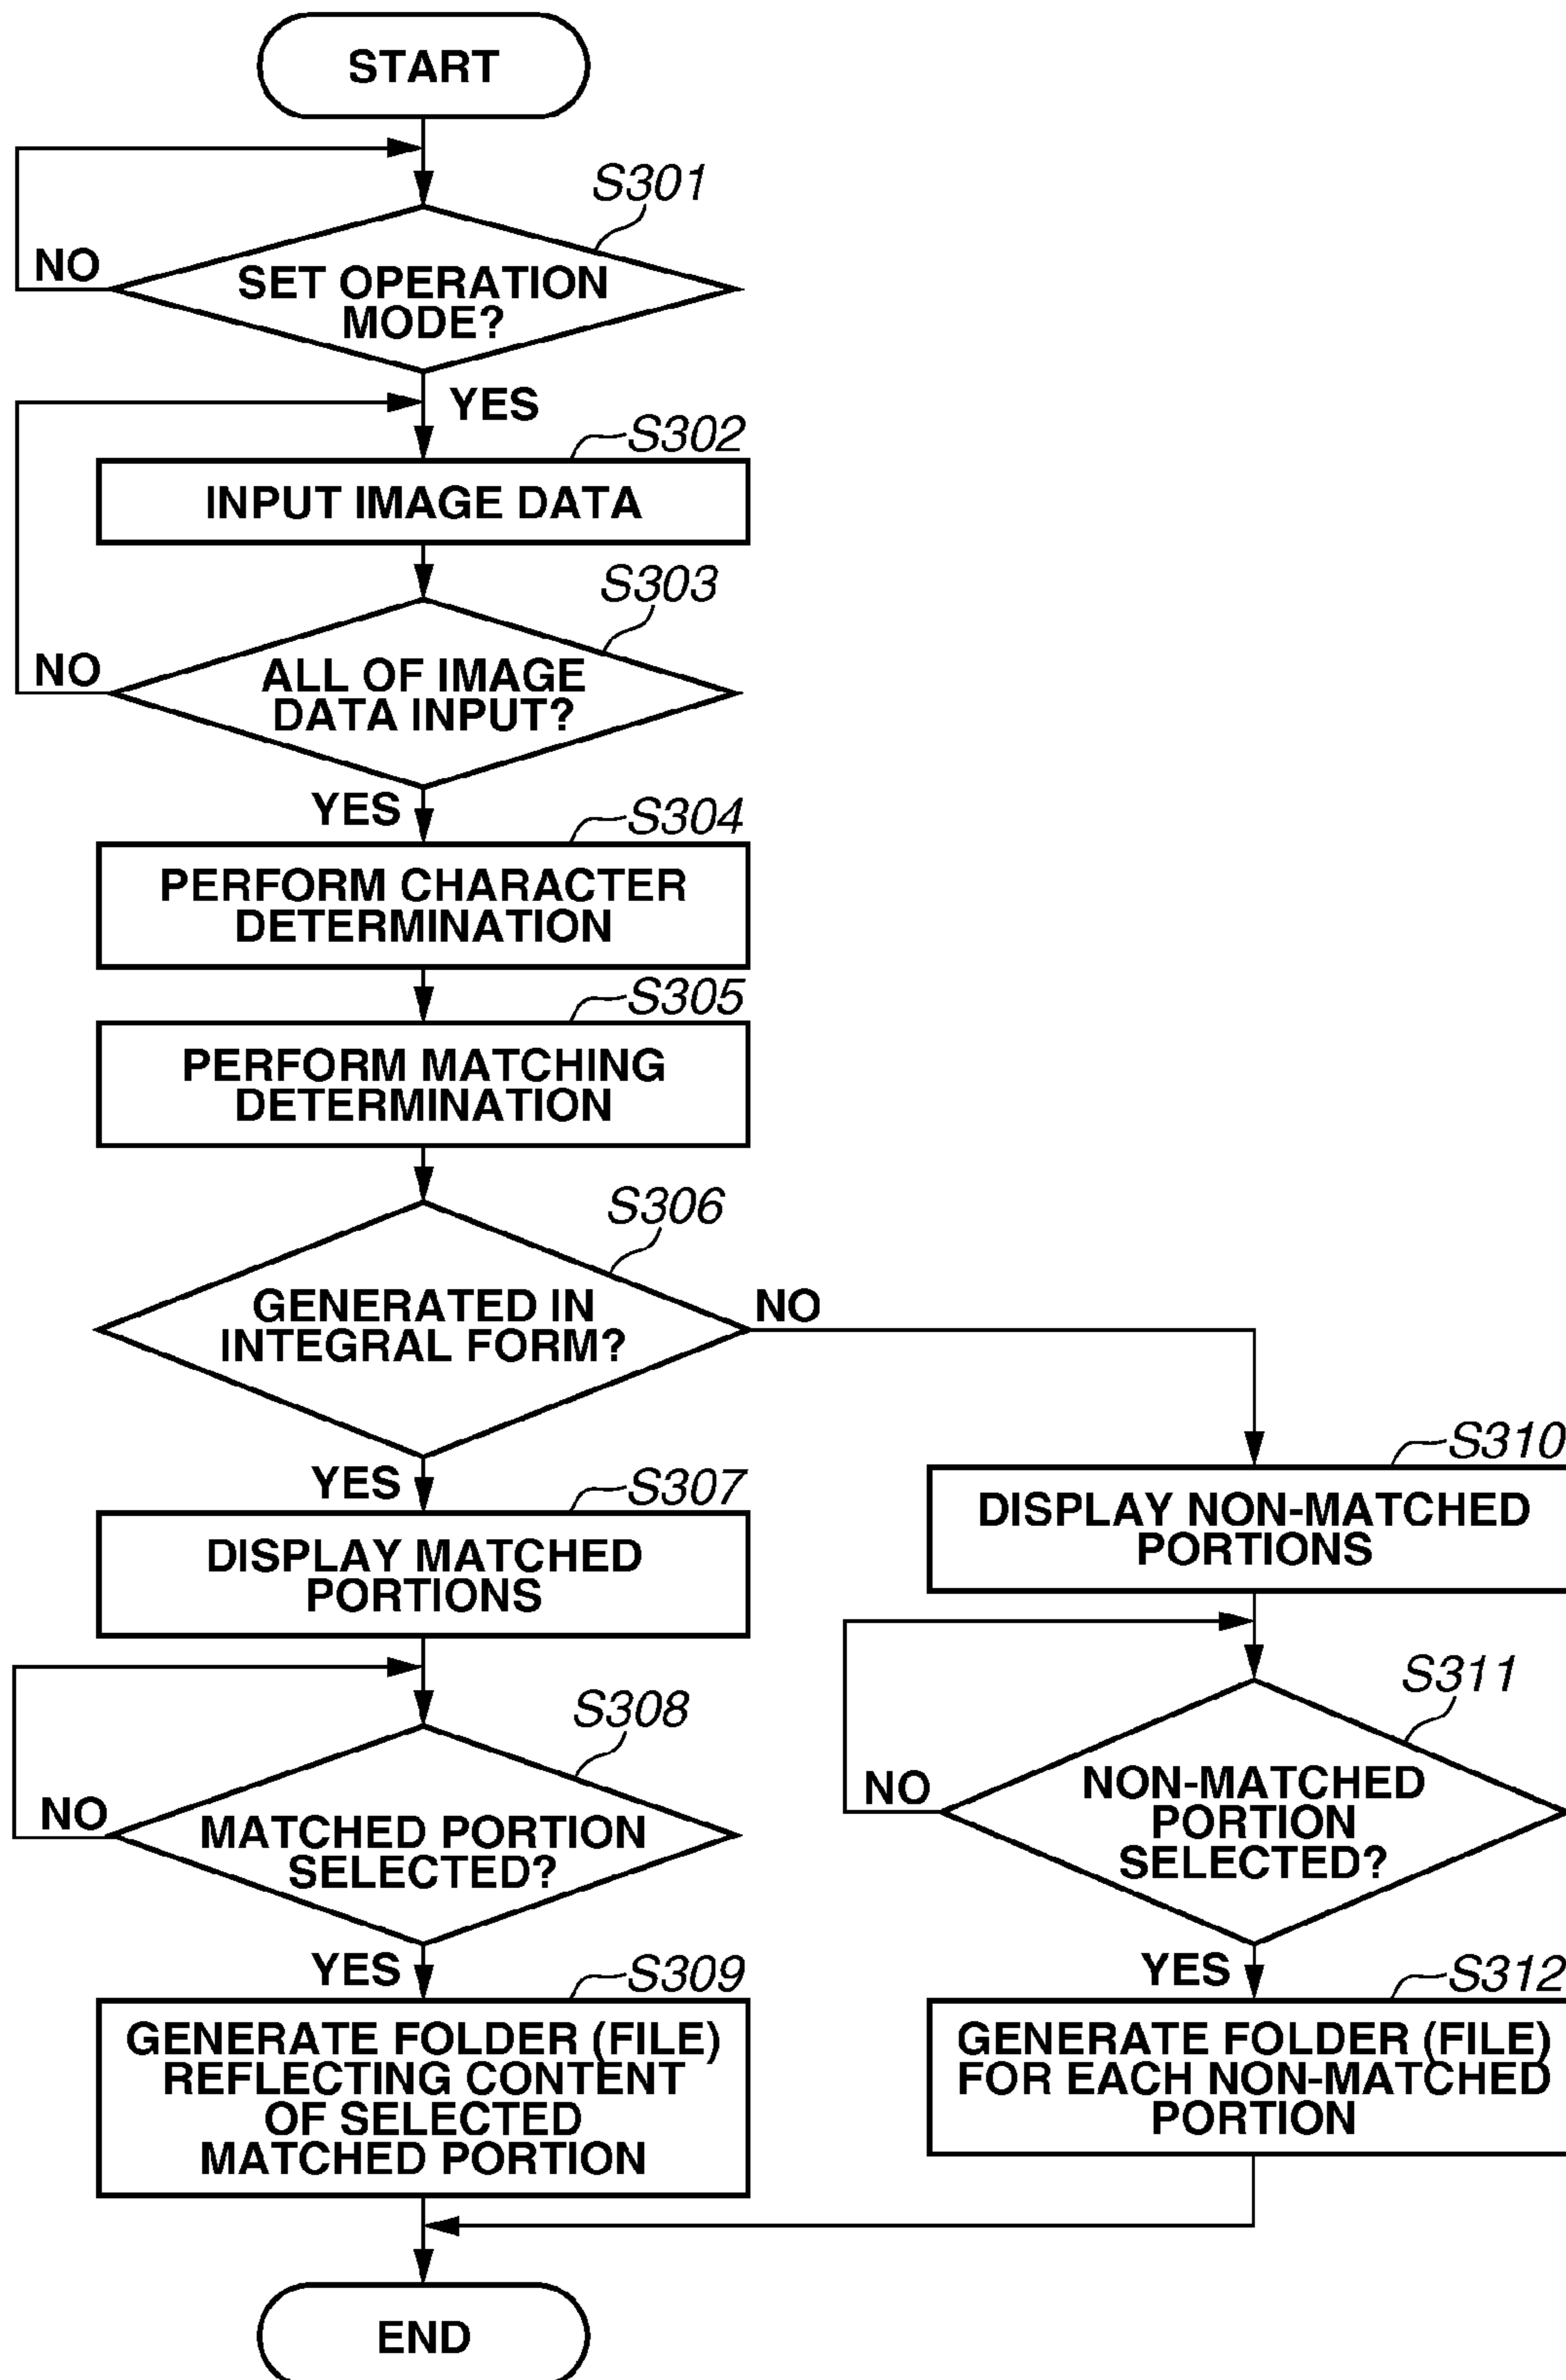 START
S301
NO
SET OPERATION
MODE?
YES
S302
INPUT IMAGE DATA
S303
NO
ALL OF IMAGE
DATA INPUT?
YES
S304
PERFORM CHARACTER
DETERMINATION
S305
PERFORM MATCHING
DETERMINATION
S306
GENERATED IN
INTEGRAL FORM?
NO
YES
S307
DISPLAY MATCHED
PORTIONS
S308
NO
MATCHED PORTION
SELECTED?
YES
S309
GENERATE FOLDER (FILE)
REFLECTING CONTENT
OF SELECTED
MATCHED PORTION
S310
DISPLAY NON-MATCHED
PORTIONS
S311
NO
NON-MATCHED
PORTION
SELECTED?
YES
S312
GENERATE FOLDER (FILE)
FOR EACH NON-MATCHED
PORTION
END